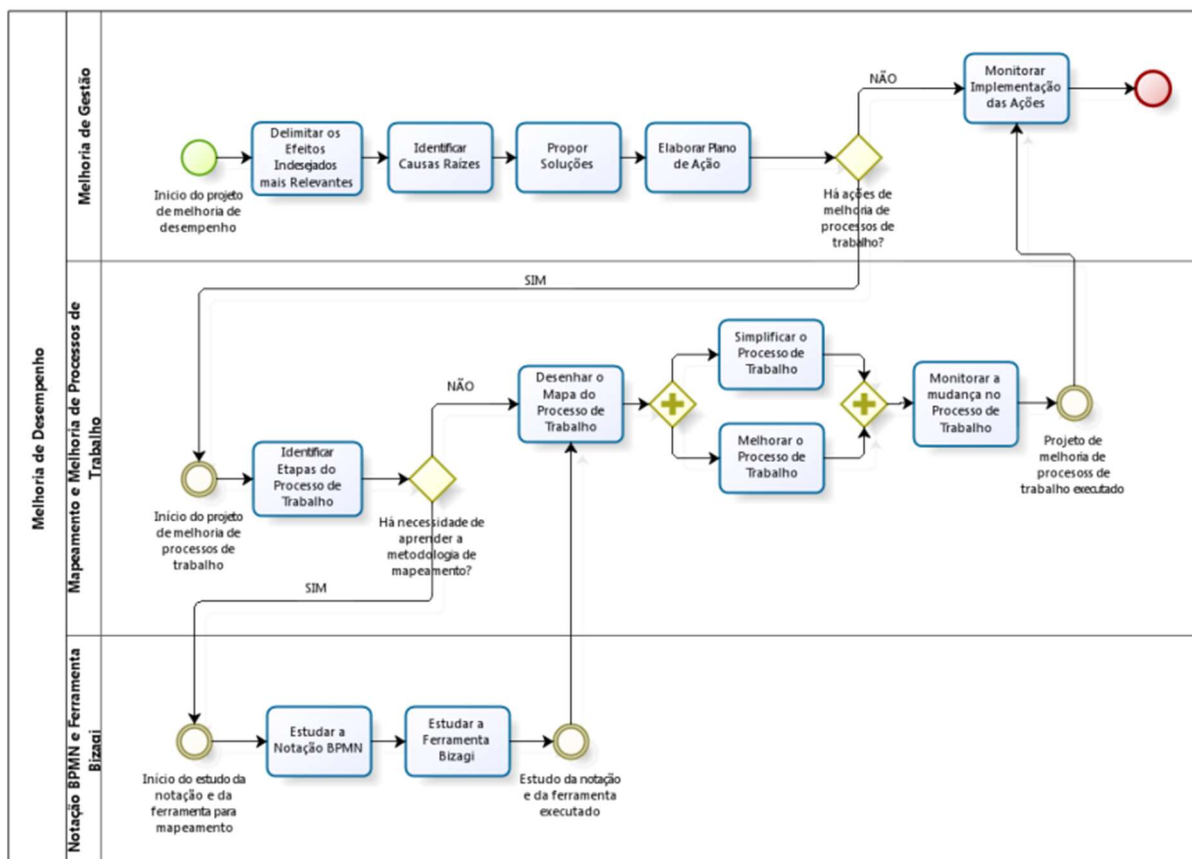 Melhoria de Desempenho
Melhoria de Gestão
Início do projeto
de melhoria de
desempenho
Delimitar os
Efeitos
Indesejados
mais Relevantes
Identificar
Causas Raízes
Propor
Soluções
Elaborar Plano
de Ação
Há ações de
melhoria de
processos de
trabalho?
NÃO
SIM
Monitorar
Implementação
das Ações
Mapeamento e Melhoria de Processos de
Trabalho
Início do projeto
de melhoria de
processos de
trabalho
Identificar
Etapas do
Processo de
Trabalho
Há necessidade de
aprender a
metodologia de
mapeamento?
NÃO
SIM
Desenhar o
Mapa do
Processo de
Trabalho
Simplificar o
Processo de
Trabalho
Melhorar o
Processo de
Trabalho
Monitorar a
mudança no
Processo de
Trabalho
Projeto de
melhoria de
procesoss de
trabalho executado
Notação BPMN e Ferramenta
Bizagi
Início do estudo da
notação e da
ferramenta para
mapeamento
Estudar a
Notação BPMN
Estudar a
Ferramenta
Bizagi
Estudo da notação
e da ferramenta
executado